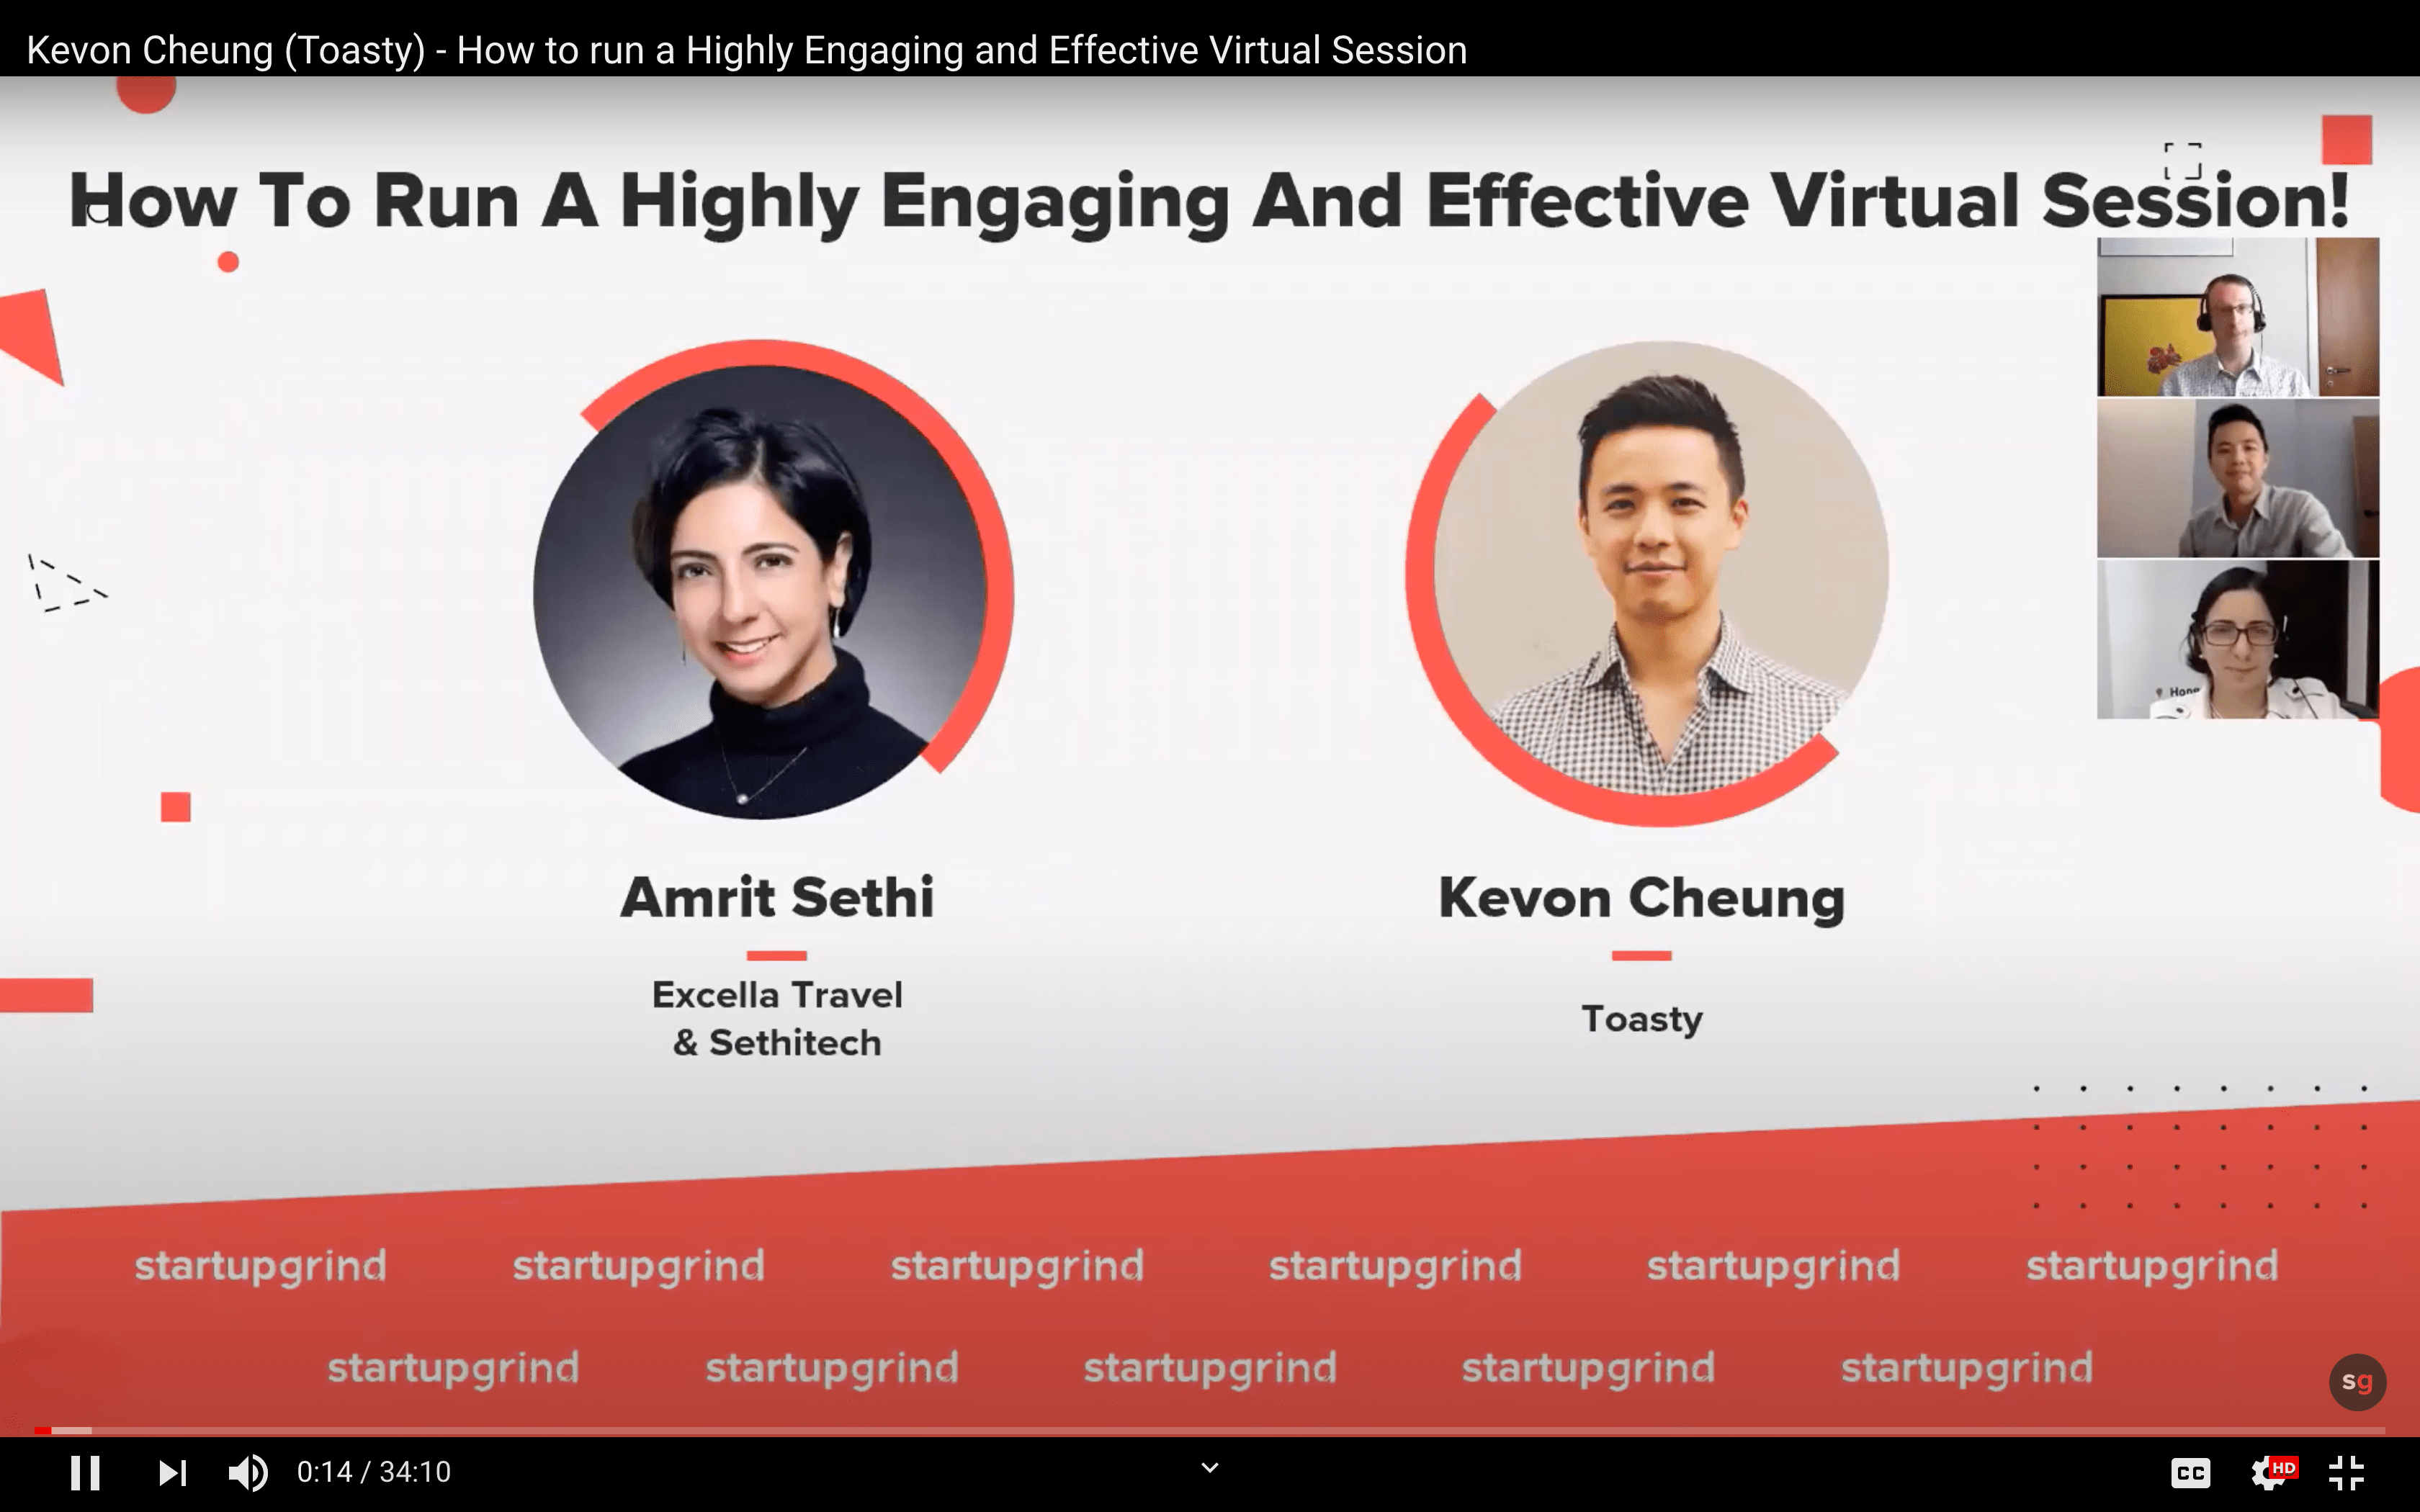 Kevon Cheung (Toasty) - How to run a Highly Engaging and Effective Virtual Session
How To Run A Highly Engaging And Effective Virtual Session!
Hong
Amrit Sethi
Kevon Cheung
Excella Travel
& Sethitech
Toasty
startupgrind startupgrind startupgrind startupgrind startupgrind startupgrind
startupgrind startupgrind startupgrind startupgrind startupgrind
sg
0:14 / 34:10
CC
HD